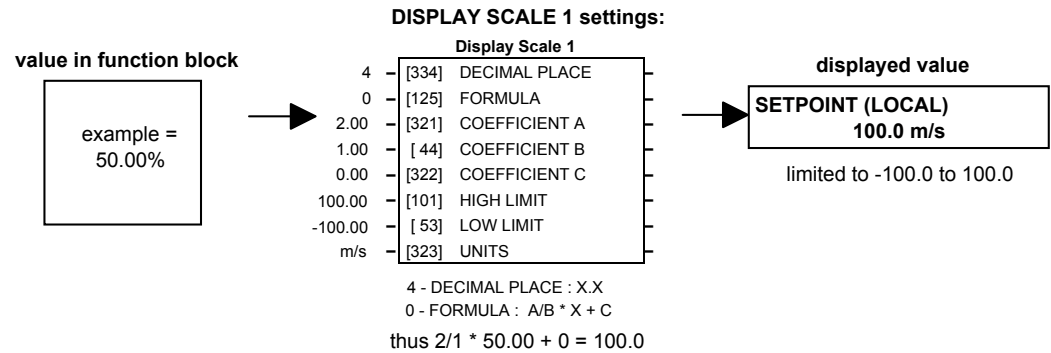 DISPLAY SCALE 1 settings:
value in function block
example =
50.00%
Display Scale 1
4 – [334] DECIMAL PLACE –
0 – [125] FORMULA –
2.00 – [321] COEFFICIENT A –
1.00 – [ 44] COEFFICIENT B –
0.00 – [322] COEFFICIENT C –
100.00 – [101] HIGH LIMIT –
-100.00 – [ 53] LOW LIMIT –
m/s – [323] UNITS –
4 - DECIMAL PLACE : X.X
0 - FORMULA : A/B * X + C
thus 2/1 * 50.00 + 0 = 100.0
displayed value
SETPOINT (LOCAL)
100.0 m/s
limited to -100.0 to 100.0